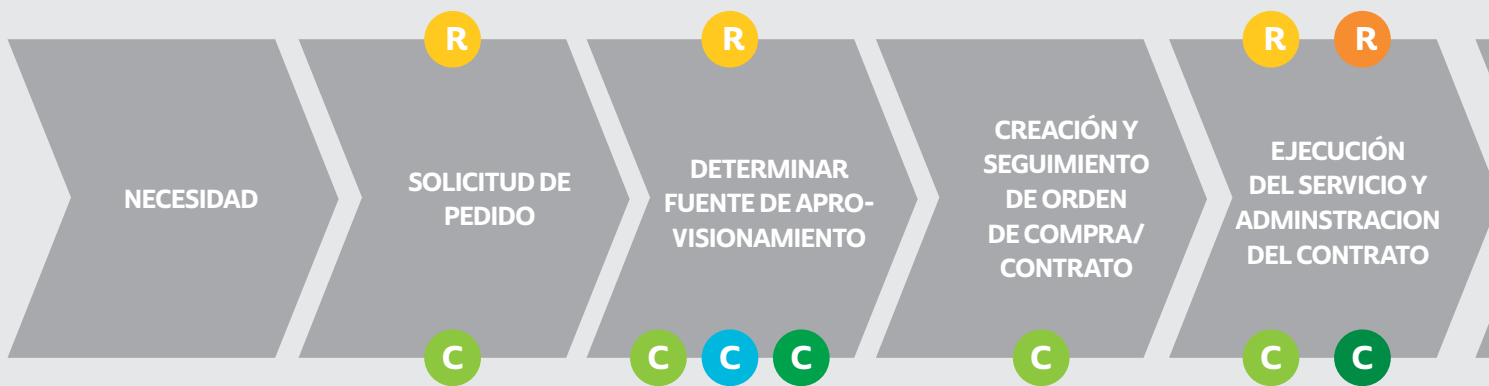 R
R
R
R
NECESIDAD
SOLICITUD DE
PEDIDO
DETERMINAR
FUENTE DE APRO-
VISIONAMIENTO
CREACIÓN Y
SEGUIMIENTO
DE ORDEN
DE COMPRA/
CONTRATO
EJECUCIÓN
DEL SERVICIO Y
ADMINSTRACION
DEL CONTRATO
C
C
C
C
C
C
C